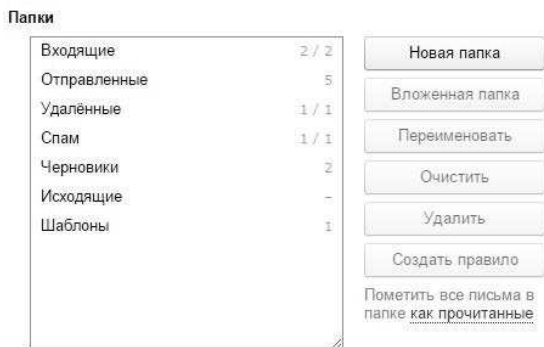 Папки
Входящие 2 / 2
Отправленные 5
Удалённые 1 / 1
Спам 1 / 1
Черновики 2
Исходящие –
Шаблоны 1
Новая папка
Вложенная папка
Переименовать
Очистить
Удалить
Создать правило
Пометить все письма в
папке как прочитанные